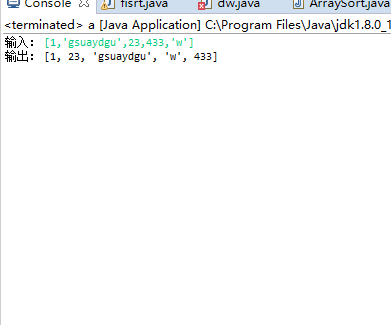 Console fisrt.java dw.java ArraySort.java
<terminated> a [Java Application] C:\Program Files\Java\jdk1.8.0_1
输入: [1,'gsuaydgu',23,433,'w']
输出: [1, 23, 'gsuaydgu', 'w', 433]